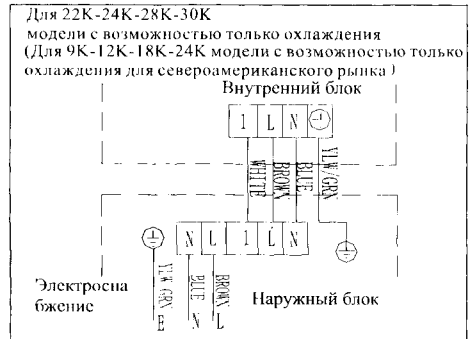 Для 22K-24K-28K-30K
модели с возможностью только охлаждения
(Для 9K-12K-18K-24K модели с возможностью только
охлаждения для североамериканского рынка )
Внутренний блок
1 L N
WHITE
BROWN
BLUE
YLW/GRN
N L 1 L N
YLW/GRN
BLUE
BROWN
Электросна
бжение
E N L
Наружный блок